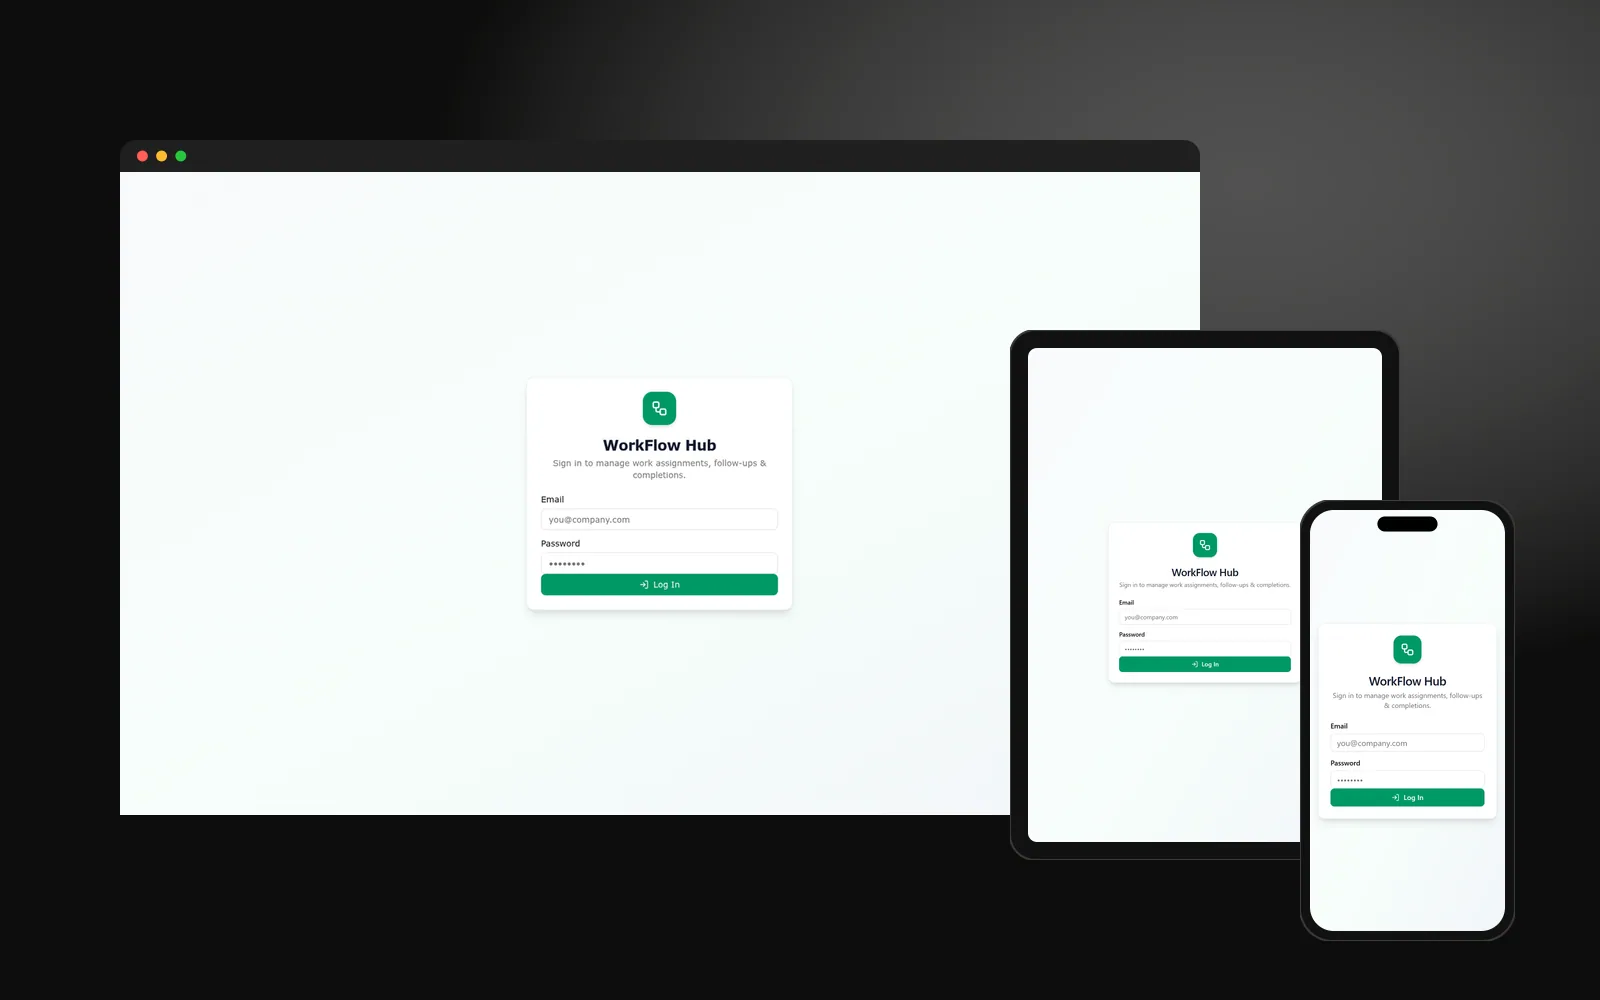 WorkFlow Hub
Sign in to manage work assignments, follow-ups &
completions.
Email
you@company.com
Password
••••••••
Log In
WorkFlow Hub
Sign in to manage work assignments, follow-ups & completions.
Email
you@company.com
Password
••••••••
Log In
WorkFlow Hub
Sign in to manage work assignments, follow-ups
& completions.
Email
you@company.com
Password
••••••••
Log In